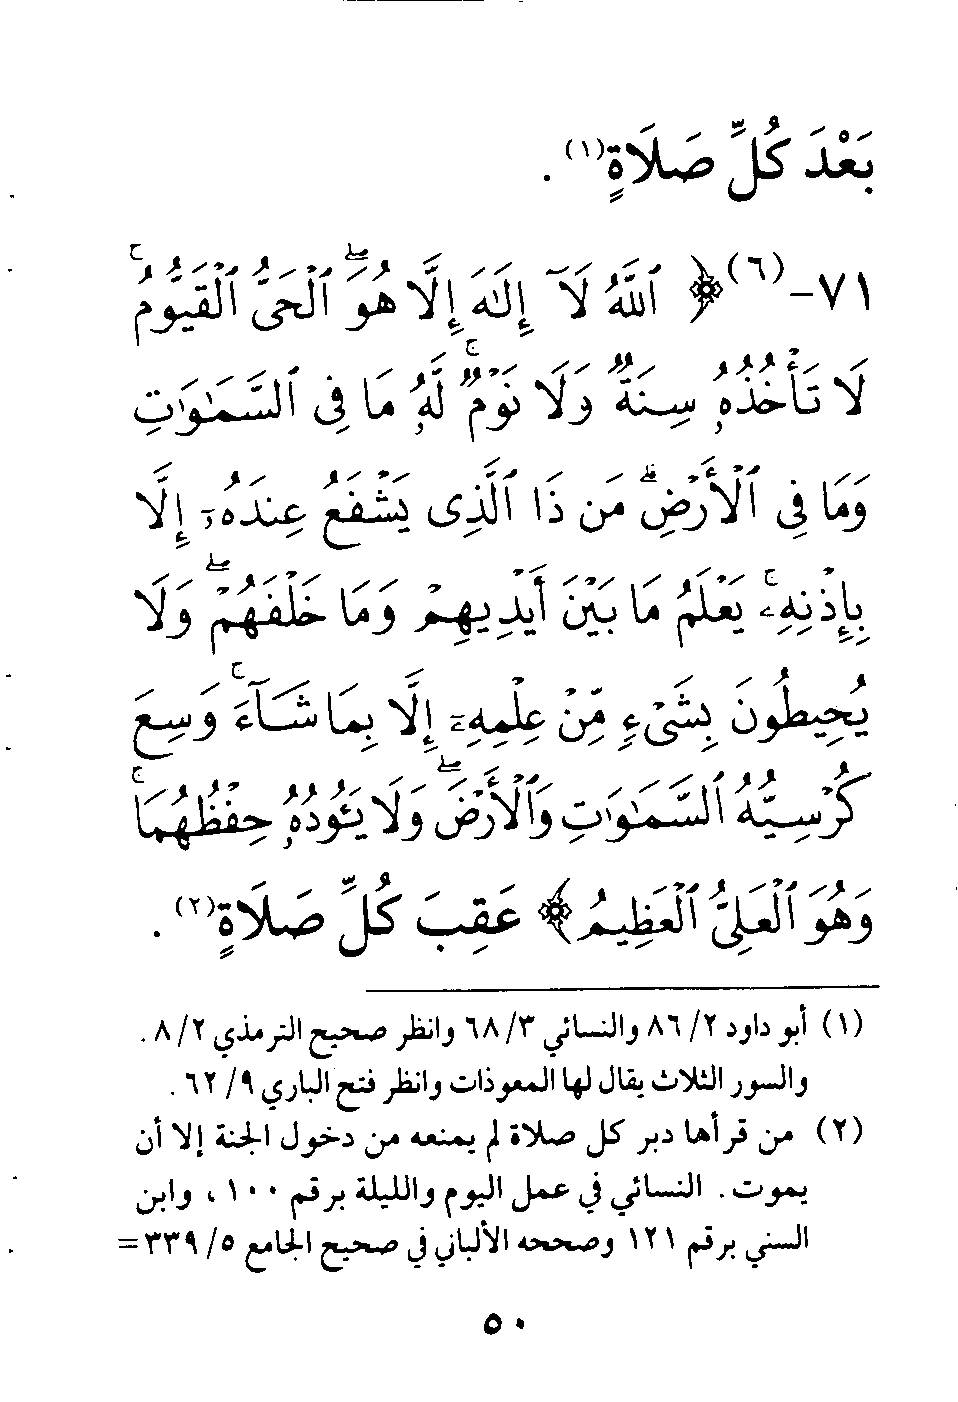 بَعْدَ كُلِّ صَلَاةٍ(١).
٧١-(٦) ﴿ ٱللَّهُ لَآ إِلَٰهَ إِلَّا هُوَۖ ٱلْحَىُّ ٱلْقَيُّومُۚ
لَا تَأْخُذُهُۥ سِنَةٌۭ وَلَا نَوْمٌۭۚ لَّهُۥ مَا فِى ٱلسَّمَٰوَٰتِ
وَمَا فِى ٱلْأَرْضِۗ مَن ذَا ٱلَّذِى يَشْفَعُ عِندَهُۥٓ إِلَّا
بِإِذْنِهِۦۚ يَعْلَمُ مَا بَيْنَ أَيْدِيهِمْ وَمَا خَلْفَهُمْۖ وَلَا
يُحِيطُونَ بِشَىْءٍۢ مِّنْ عِلْمِهِۦٓ إِلَّا بِمَا شَآءَۚ وَسِعَ
كُرْسِيُّهُ ٱلسَّمَٰوَٰتِ وَٱلْأَرْضَۖ وَلَا يَـُٔودُهُۥ حِفْظُهُمَاۚ
وَهُوَ ٱلْعَلِىُّ ٱلْعَظِيمُ ﴾ عَقِبَ كُلِّ صَلَاةٍ(٢).
(١) أبو داود ٨٦/٢ والنسائي ٦٨/٣ وانظر صحيح الترمذي ٨/٢.
والسور الثلاث يقال لها المعوذات وانظر فتح الباري ٦٢/٩.
(٢) من قرأها دبر كل صلاة لم يمنعه من دخول الجنة إلا أن
يموت. النسائي في عمل اليوم والليلة برقم ١٠٠، وابن
السني برقم ١٢١ وصححه الألباني في صحيح الجامع ٣٣٩/٥=
٥٠